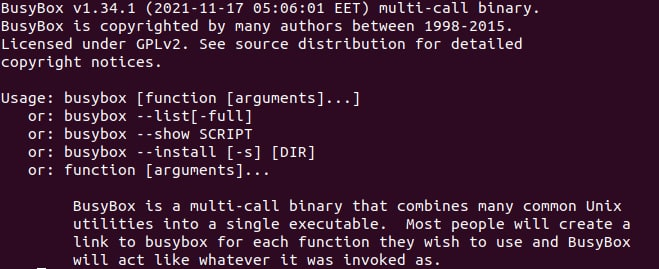 BusyBox v1.34.1 (2021-11-17 05:06:01 EET) multi-call binary.
BusyBox is copyrighted by many authors between 1998-2015.
Licensed under GPLv2. See source distribution for detailed
copyright notices.

Usage: busybox [function [arguments]...]
   or: busybox --list[-full]
   or: busybox --show SCRIPT
   or: busybox --install [-s] [DIR]
   or: function [arguments]...

        BusyBox is a multi-call binary that combines many common Unix
        utilities into a single executable.  Most people will create a
        link to busybox for each function they wish to use and BusyBox
        will act like whatever it was invoked as.